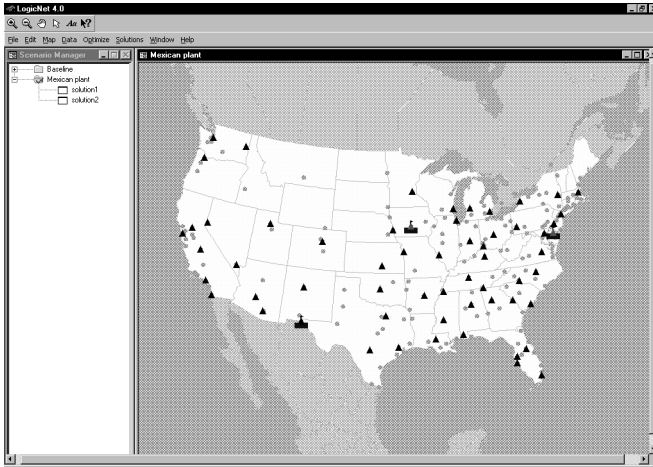 LogicNet 4.0
Aa
File Edit Map Data Optimize Solutions Window Help
Scenario Manager
Mexican plant
Baseline
Mexican plant
solution1
solution2